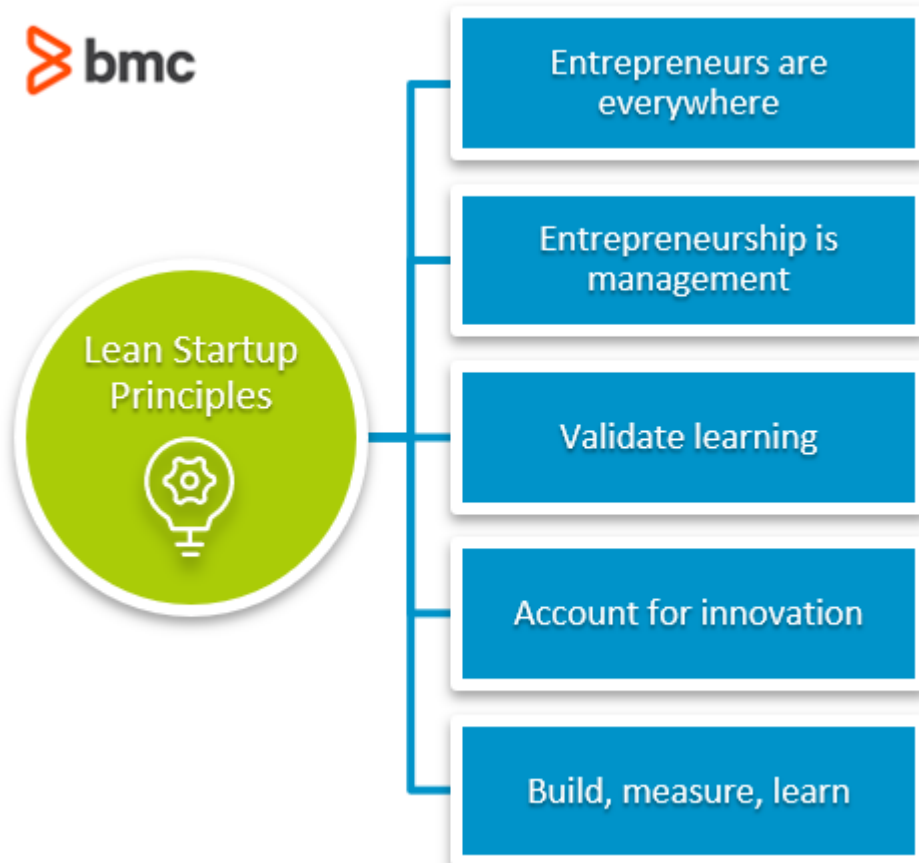 bmc
Entrepreneurs are
everywhere
Entrepreneurship is
management
Lean Startup
Principles
Validate learning
Account for innovation
Build, measure, learn